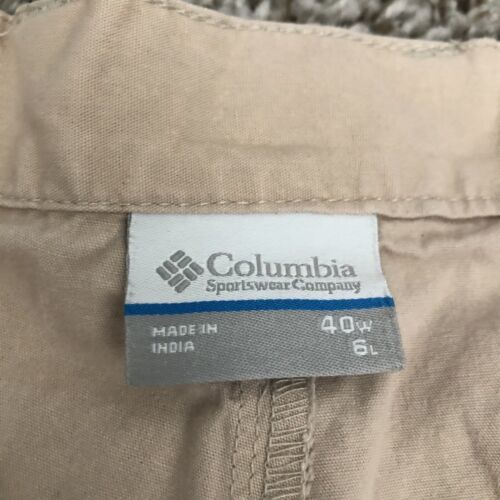 Columbia
Sportswear Company
MADE IN
INDIA
40W
6L